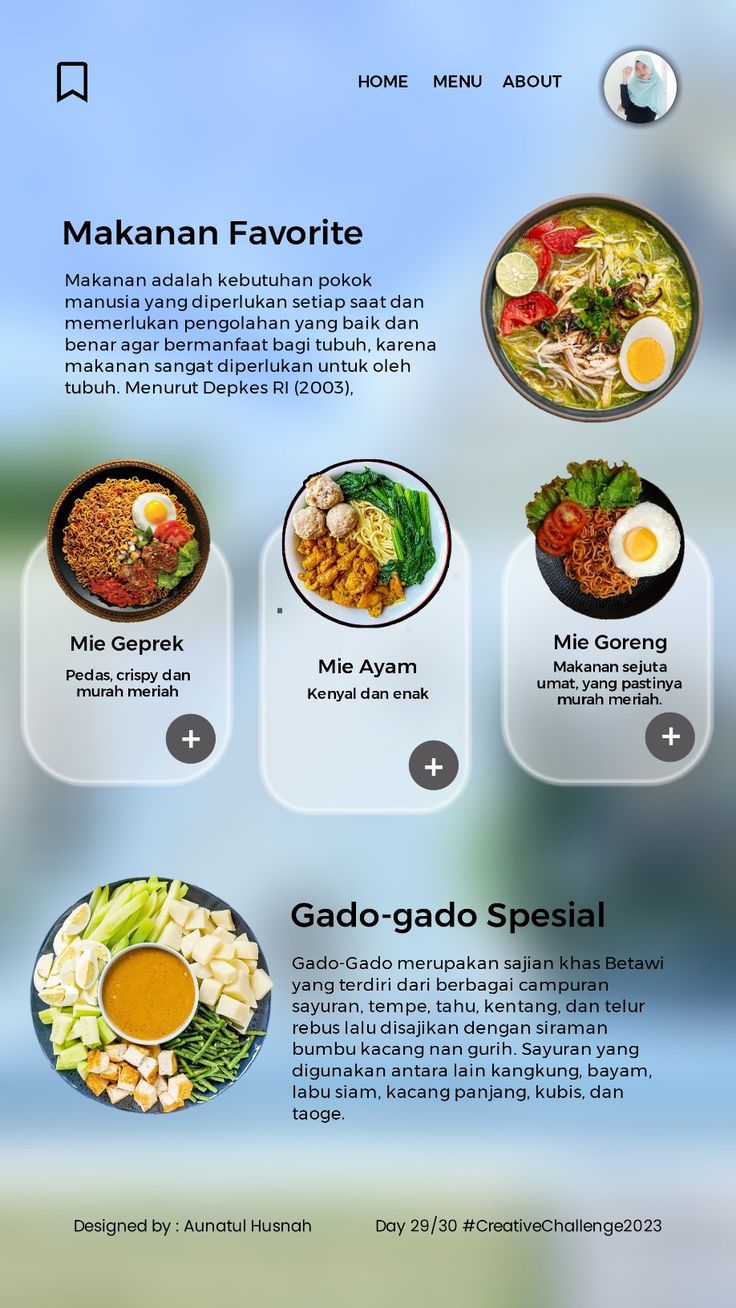 HOME MENU ABOUT
Makanan Favorite
Makanan adalah kebutuhan pokok
manusia yang diperlukan setiap saat dan
memerlukan pengolahan yang baik dan
benar agar bermanfaat bagi tubuh, karena
makanan sangat diperlukan untuk oleh
tubuh. Menurut Depkes RI (2003),
Mie Geprek
Pedas, crispy dan
murah meriah
+
Mie Ayam
Kenyal dan enak
+
Mie Goreng
Makanan sejuta
umat, yang pastinya
murah meriah.
+
Gado-gado Spesial
Gado-Gado merupakan sajian khas Betawi
yang terdiri dari berbagai campuran
sayuran, tempe, tahu, kentang, dan telur
rebus lalu disajikan dengan siraman
bumbu kacang nan gurih. Sayuran yang
digunakan antara lain kangkung, bayam,
labu siam, kacang panjang, kubis, dan
taoge.
Designed by : Aunatul Husnah
Day 29/30 #CreativeChallenge2023